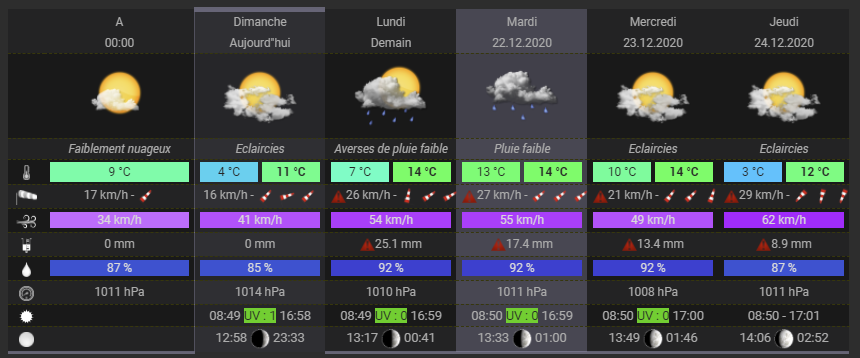 A Dimanche Lundi Mardi Mercredi Jeudi
00:00 Aujourd"hui Demain 22.12.2020 23.12.2020 24.12.2020
Faiblement nuageux Eclaircies Averses de pluie faible Pluie faible Eclaircies Eclaircies
9 °C 4 °C 11 °C 7 °C 14 °C 13 °C 14 °C 10 °C 14 °C 3 °C 12 °C
17 km/h - 16 km/h - 26 km/h - 27 km/h - 21 km/h - 29 km/h -
34 km/h 41 km/h 54 km/h 55 km/h 49 km/h 62 km/h
0 mm 0 mm 25.1 mm 17.4 mm 13.4 mm 8.9 mm
87 % 85 % 92 % 92 % 92 % 87 %
1011 hPa 1014 hPa 1010 hPa 1011 hPa 1008 hPa 1011 hPa
08:49 UV : 1 16:58 08:49 UV : 0 16:59 08:50 UV : 0 16:59 08:50 UV : 0 17:00 08:50 - 17:01
12:58 23:33 13:17 00:41 13:33 01:00 13:49 01:46 14:06 02:52